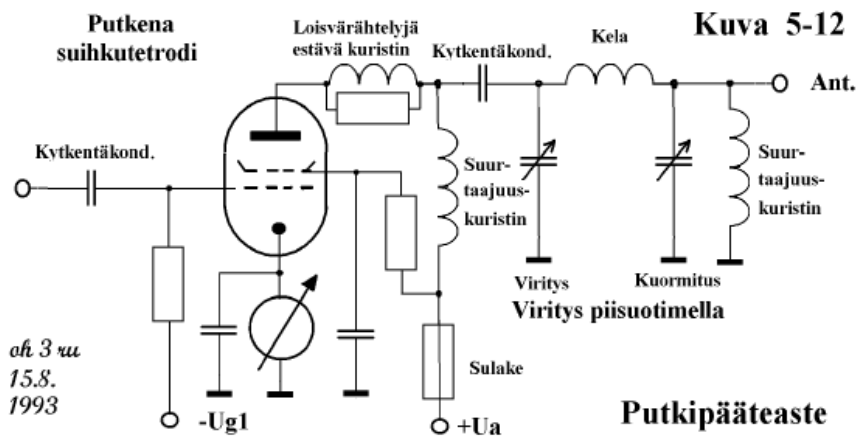 Putkena
suihkutetrodi
Loisvärähtelyjä
estävä kuristin
Kytkentäkond.
Kela
Kuva 5-12
Ant.
Kytkentäkond.
Suur-
taajuus-
kuristin
Suur-
taajuus-
kuristin
Viritys
Kuormitus
Viritys piisuotimella
oh 3 ru
15.8.
1993
Sulake
-Ug1
+Ua
Putkipääteaste